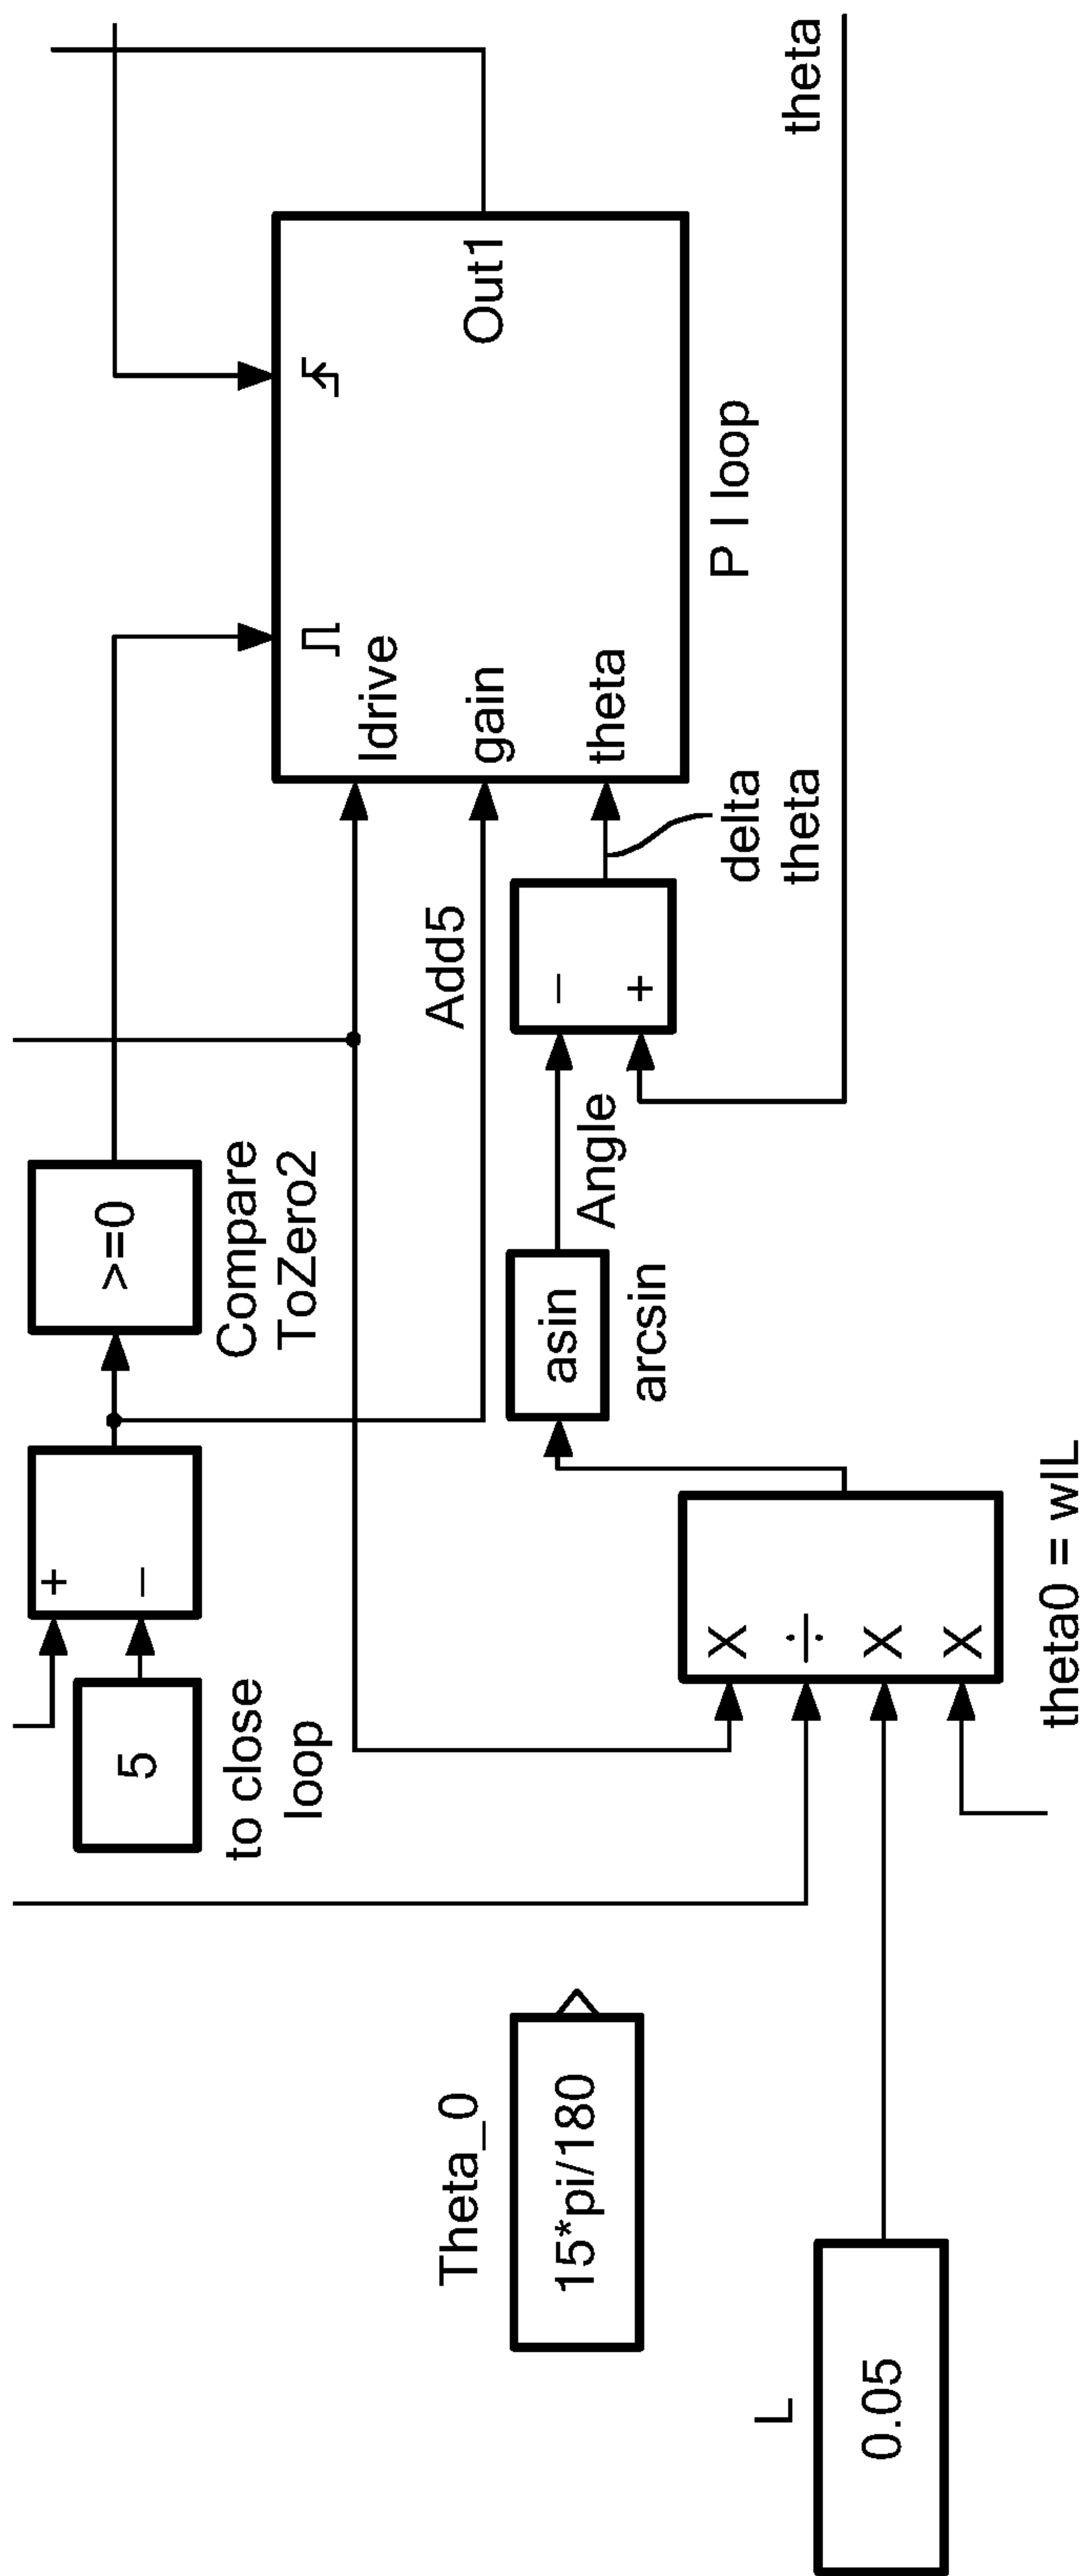 +
−
5
to close
loop
>=0
Compare
ToZero2
Idrive
gain
theta
Out1
P I loop
Add5
−
+
delta
theta
theta
Angle
asin
arcsin
X
÷
X
X
theta0 = wIL
Theta_0
15*pi/180
L
0.05